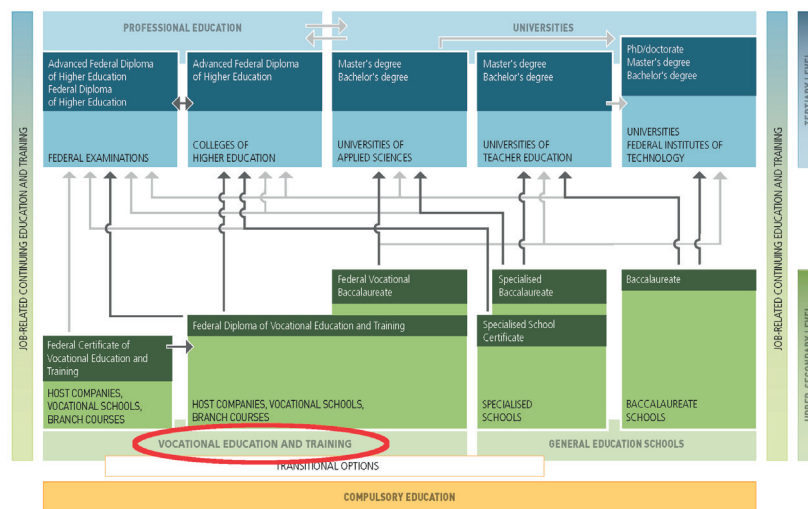 PROFESSIONAL EDUCATION
UNIVERSITIES
Advanced Federal Diploma
of Higher Education
Federal Diploma
of Higher Education
Advanced Federal Diploma
of Higher Education
Master's degree
Bachelor's degree
Master's degree
Bachelor's degree
PhD/doctorate
Master's degree
Bachelor's degree
FEDERAL EXAMINATIONS
COLLEGES OF
HIGHER EDUCATION
UNIVERSITIES OF
APPLIED SCIENCES
UNIVERSITIES OF
TEACHER EDUCATION
UNIVERSITIES
FEDERAL INSTITUTES OF
TECHNOLOGY
JOB-RELATED CONTINUING EDUCATION AND TRAINING
JOB-RELATED CONTINUING EDUCATION AND TRAINING
TERTIARY LEVEL
Federal Vocational
Baccalaureate
Specialised
Baccalaureate
Baccalaureate
Federal Diploma of Vocational Education and Training
Specialised School
Certificate
Federal Certificate of
Vocational Education and
Training
HOST COMPANIES,
VOCATIONAL SCHOOLS,
BRANCH COURSES
HOST COMPANIES, VOCATIONAL SCHOOLS,
BRANCH COURSES
SPECIALISED
SCHOOLS
BACCALAUREATE
SCHOOLS
UPPER-SECONDARY LEVEL
VOCATIONAL EDUCATION AND TRAINING
GENERAL EDUCATION SCHOOLS
TRANSITIONAL OPTIONS
COMPULSORY EDUCATION